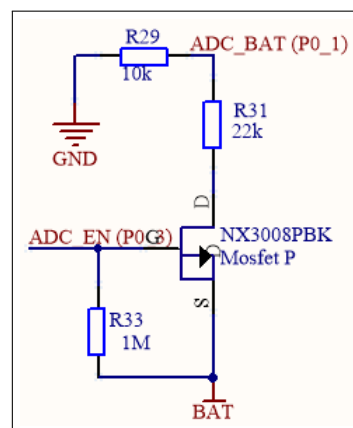 R29
ADC_BAT (P0_1)
10k
R31
22k
GND
D
ADC_EN (P0_3)
G
NX3008PBK
Mosfet P
S
R33
1M
BAT